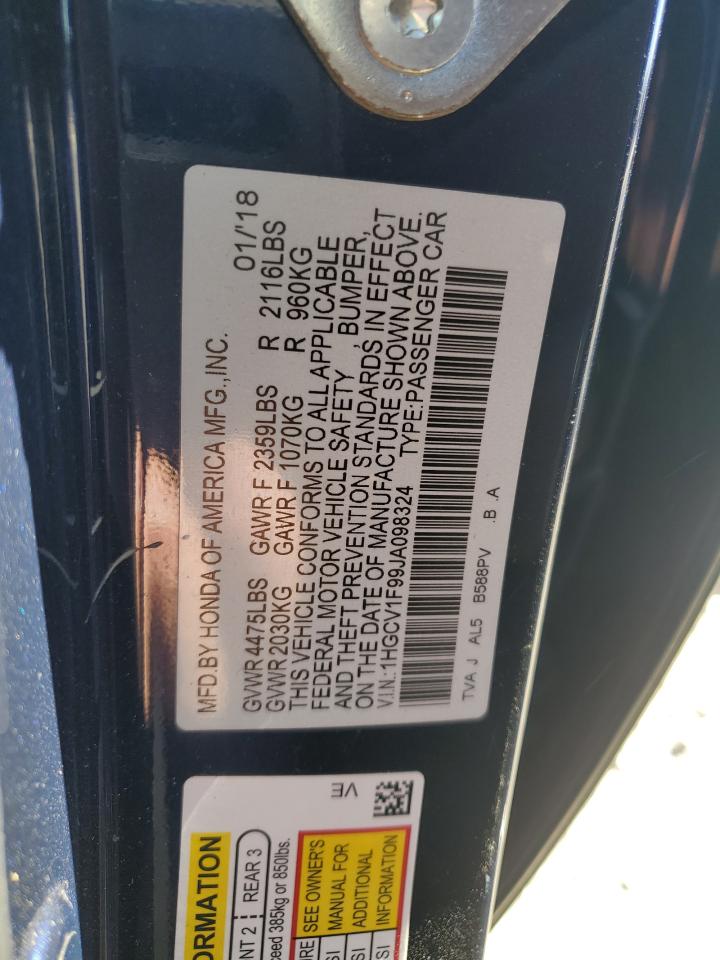 MFD.BY HONDA OF AMERICA MFG.,INC. 01/'18
GVWR 4475LBS GAWR F 2359LBS R 2116LBS
GVWR 2030KG GAWR F 1070KG R 960KG
THIS VEHICLE CONFORMS TO ALL APPLICABLE
FEDERAL MOTOR VEHICLE SAFETY, BUMPER,
AND THEFT PREVENTION STANDARDS IN EFFECT
ON THE DATE OF MANUFACTURE SHOWN ABOVE.
V.I.N.:1HGCV1F99JA098324 TYPE:PASSENGER CAR
TVA J AL5 B588PV .B .A
VE
ORMATION
NT 2 REAR 3
ceed 385kg or 850lbs.
SEE OWNER'S
MANUAL FOR
ADDITIONAL
INFORMATION